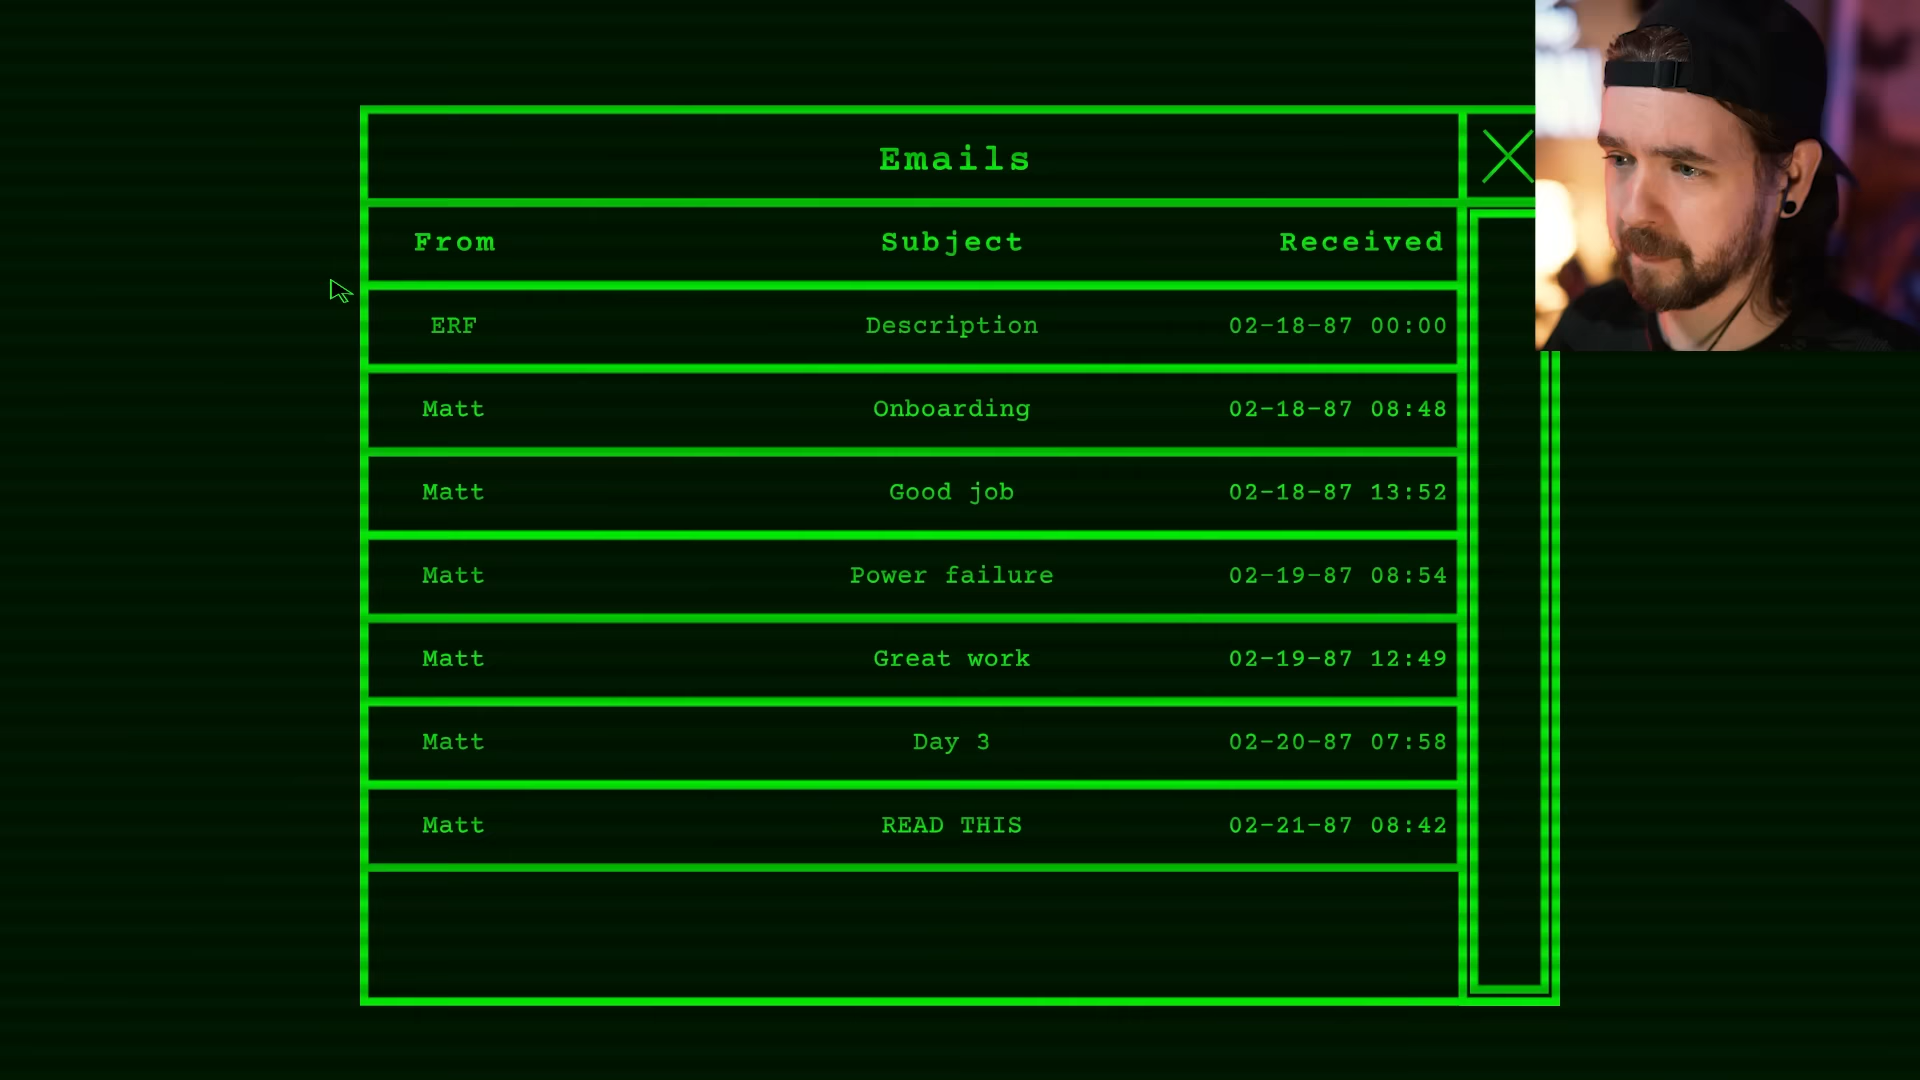 Emails
From Subject Received
ERF Description 02-18-87 00:00
Matt Onboarding 02-18-87 08:48
Matt Good job 02-18-87 13:52
Matt Power failure 02-19-87 08:54
Matt Great work 02-19-87 12:49
Matt Day 3 02-20-87 07:58
Matt READ THIS 02-21-87 08:42